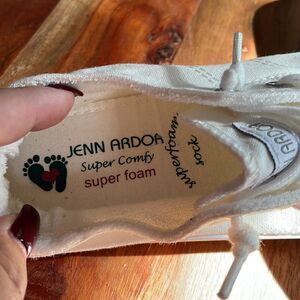 JENN ARDOR
Super Comfy
super foam
superfoam
sock
ARDOR